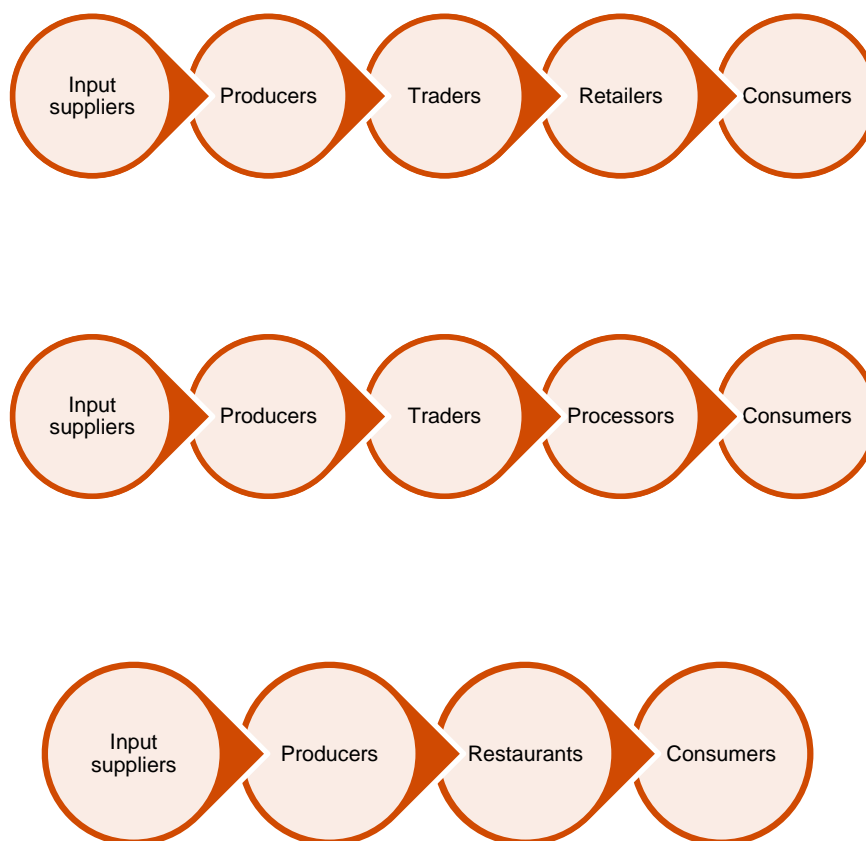 Input
suppliers
Producers
Traders
Retailers
Consumers
Input
suppliers
Producers
Traders
Processors
Consumers
Input
suppliers
Producers
Restaurants
Consumers